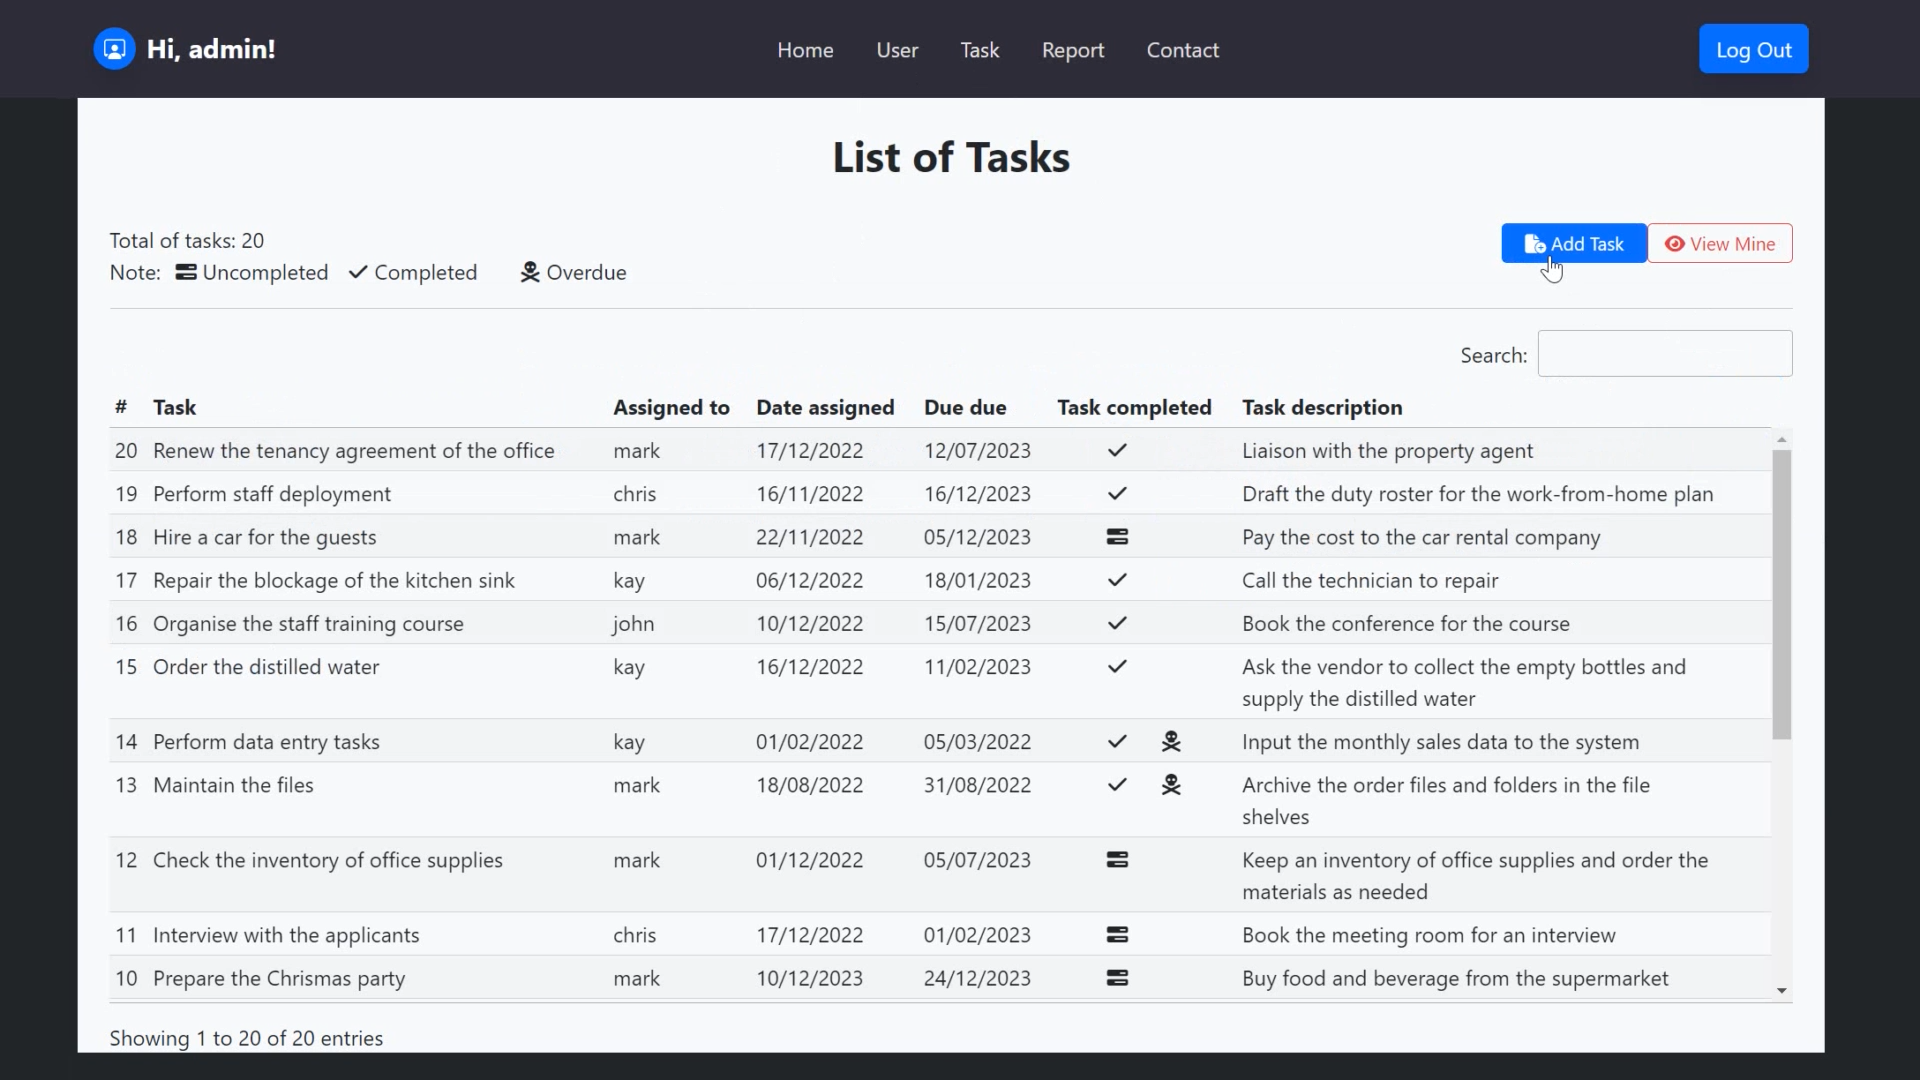 Hi, admin!
Home User Task Report Contact
Log Out
List of Tasks
Total of tasks: 20
Note: Uncompleted Completed Overdue
Add Task View Mine
Search:
# Task Assigned to Date assigned Due due Task completed Task description
20 Renew the tenancy agreement of the office mark 17/12/2022 12/07/2023 Liaison with the property agent
19 Perform staff deployment chris 16/11/2022 16/12/2023 Draft the duty roster for the work-from-home plan
18 Hire a car for the guests mark 22/11/2022 05/12/2023 Pay the cost to the car rental company
17 Repair the blockage of the kitchen sink kay 06/12/2022 18/01/2023 Call the technician to repair
16 Organise the staff training course john 10/12/2022 15/07/2023 Book the conference for the course
15 Order the distilled water kay 16/12/2022 11/02/2023 Ask the vendor to collect the empty bottles and
supply the distilled water
14 Perform data entry tasks kay 01/02/2022 05/03/2022 Input the monthly sales data to the system
13 Maintain the files mark 18/08/2022 31/08/2022 Archive the order files and folders in the file
shelves
12 Check the inventory of office supplies mark 01/12/2022 05/07/2023 Keep an inventory of office supplies and order the
materials as needed
11 Interview with the applicants chris 17/12/2022 01/02/2023 Book the meeting room for an interview
10 Prepare the Chrismas party mark 10/12/2023 24/12/2023 Buy food and beverage from the supermarket
Showing 1 to 20 of 20 entries